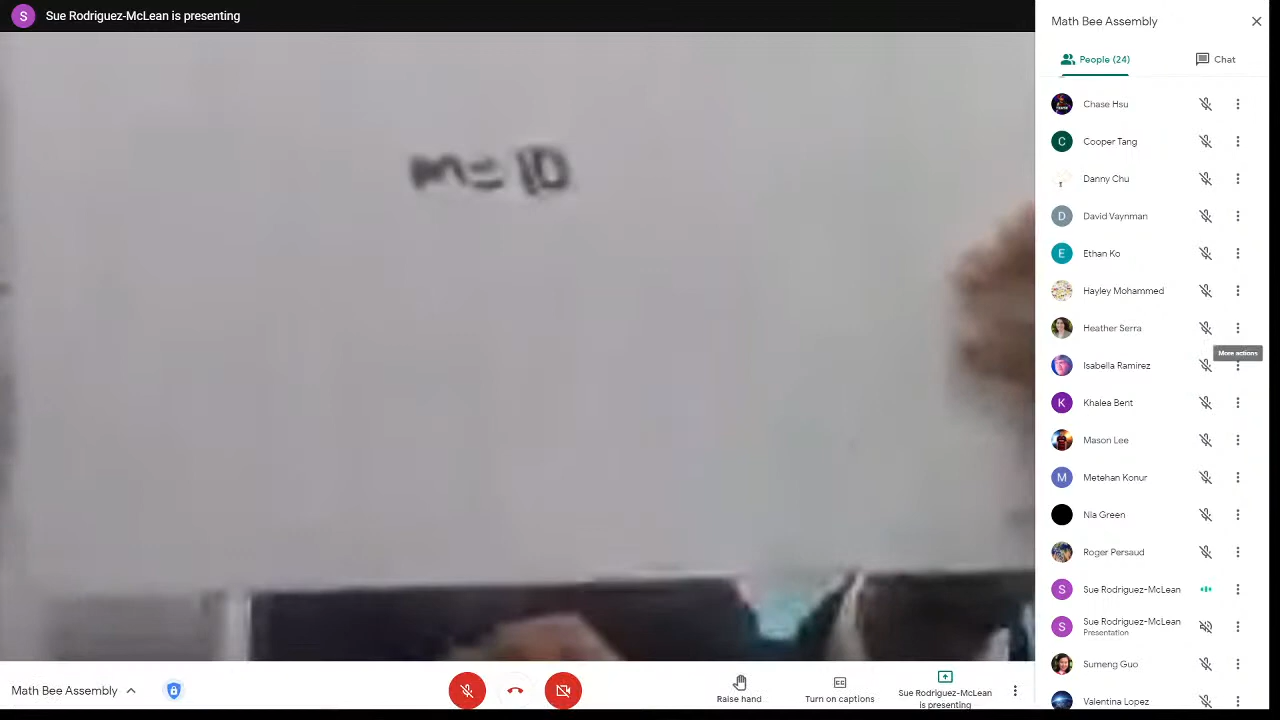 S Sue Rodriguez-McLean is presenting
Math Bee Assembly
People (24)
Chat
m=10
Chase Hsu
C Cooper Tang
Danny Chu
D David Vaynman
E Ethan Ko
Hayley Mohammed
Heather Serra
More actions
Isabella Ramirez
K Khalea Bent
Mason Lee
M Metehan Konur
Nia Green
Roger Persaud
S Sue Rodriguez-McLean
S Sue Rodriguez-McLean
Presentation
Sumeng Guo
Valentina Lopez
Math Bee Assembly
Raise hand
CC
Turn on captions
Sue Rodriguez-McLean
is presenting